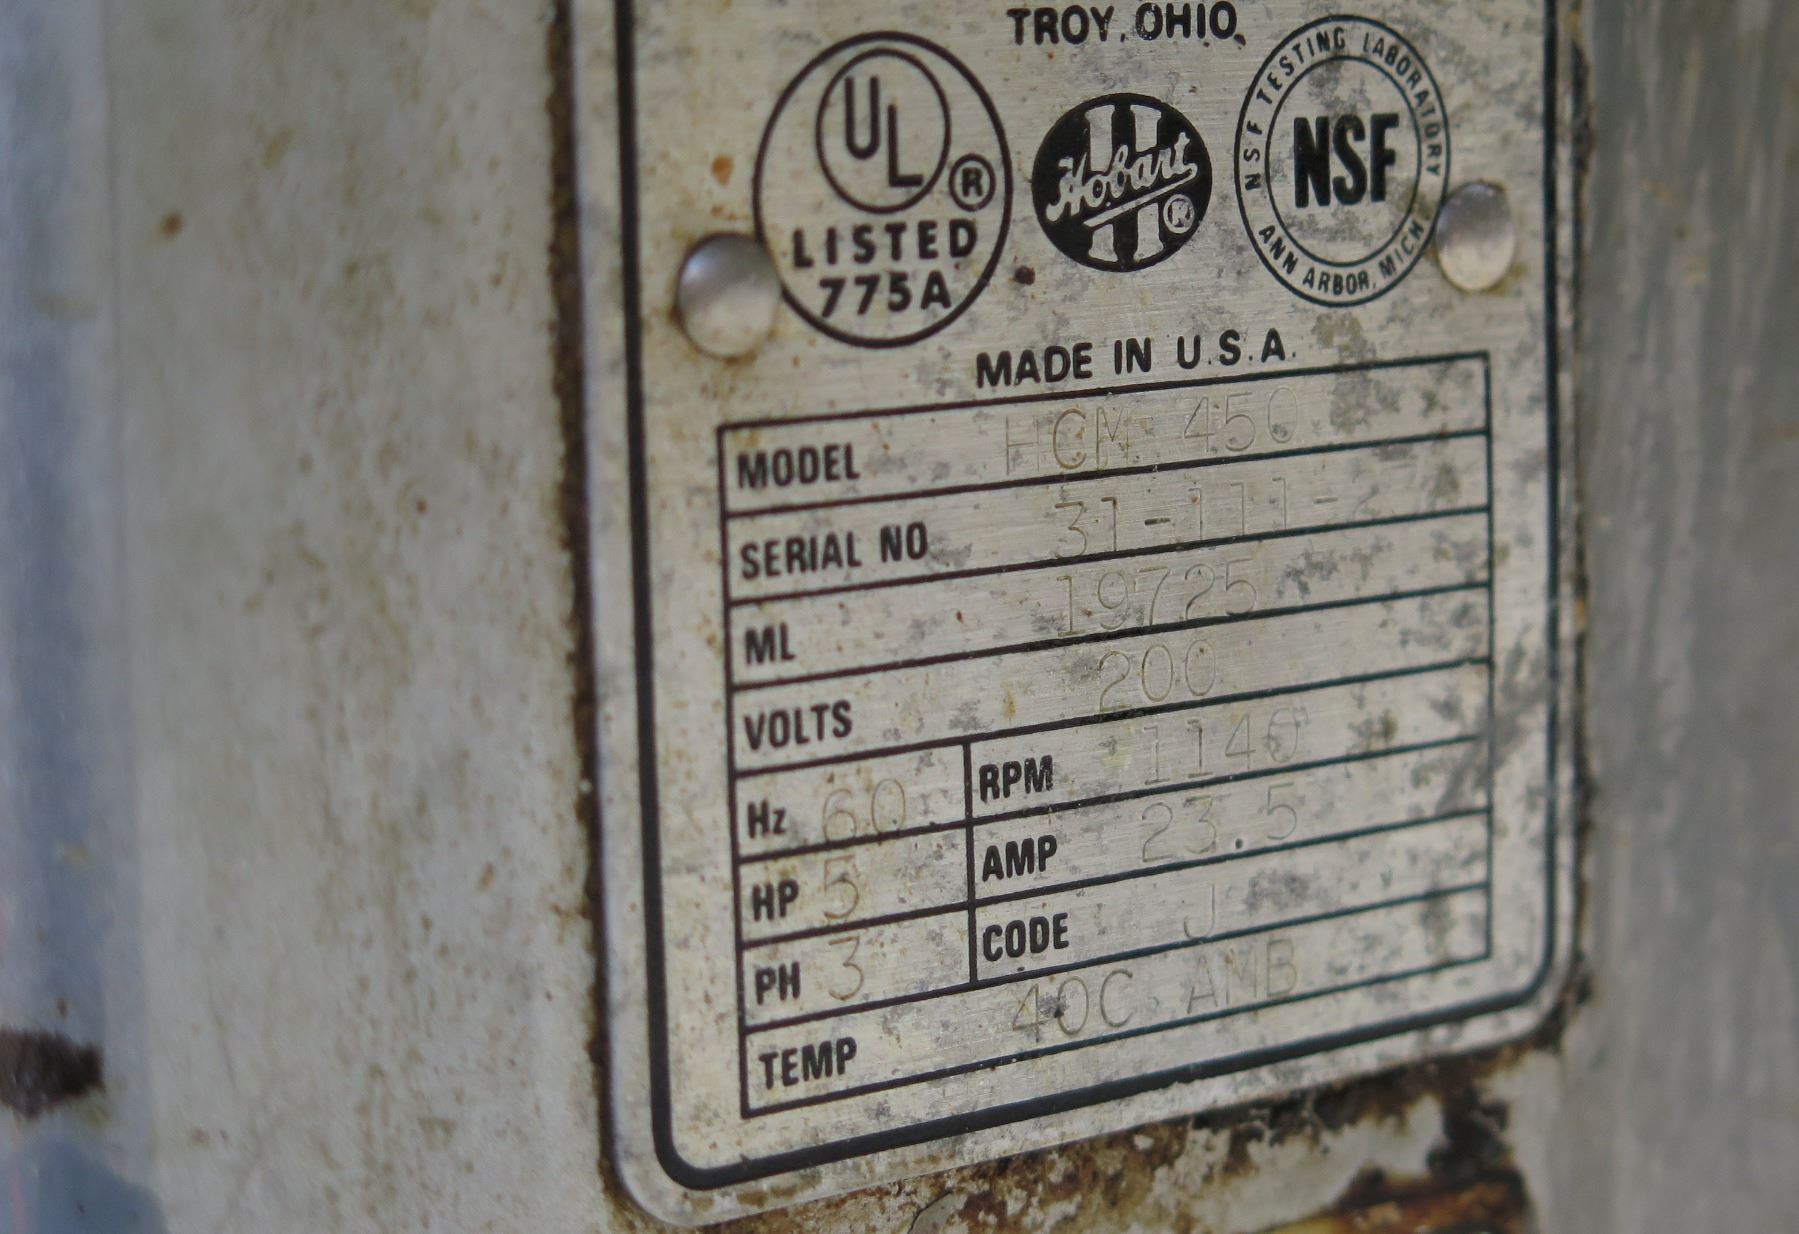 TROY, OHIO
UL ®
LISTED
775A
Hobart ®
NSF TESTING LABORATORY
NSF
ANN ARBOR, MICH.
MADE IN U.S.A.
MODEL HCM 450
SERIAL NO
ML 19725
VOLTS 200
Hz 60 RPM 1140
HP 5 AMP 23.5
PH 3 CODE J
TEMP 40C AMB